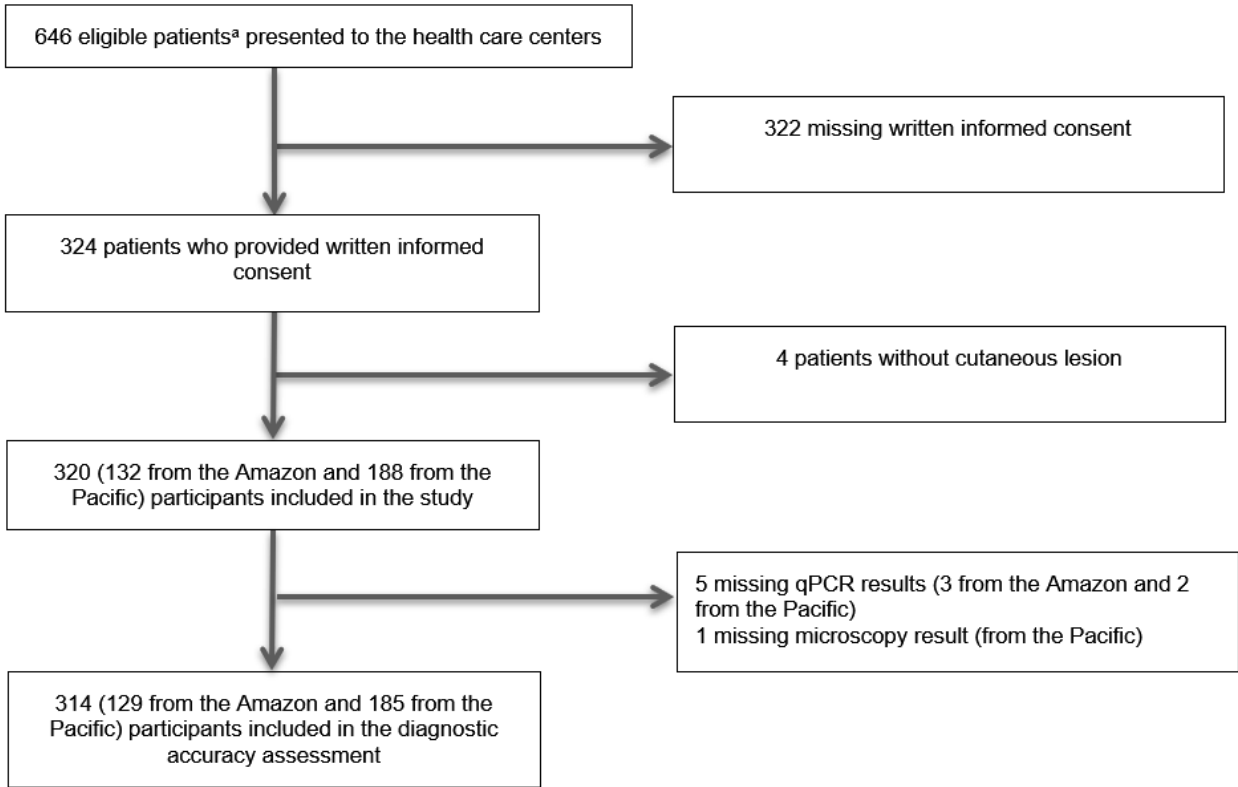 646 eligible patientsᵃ presented to the health care centers
322 missing written informed consent
324 patients who provided written informed
consent
4 patients without cutaneous lesion
320 (132 from the Amazon and 188 from the
Pacific) participants included in the study
5 missing qPCR results (3 from the Amazon and 2
from the Pacific)
1 missing microscopy result (from the Pacific)
314 (129 from the Amazon and 185 from the
Pacific) participants included in the diagnostic
accuracy assessment